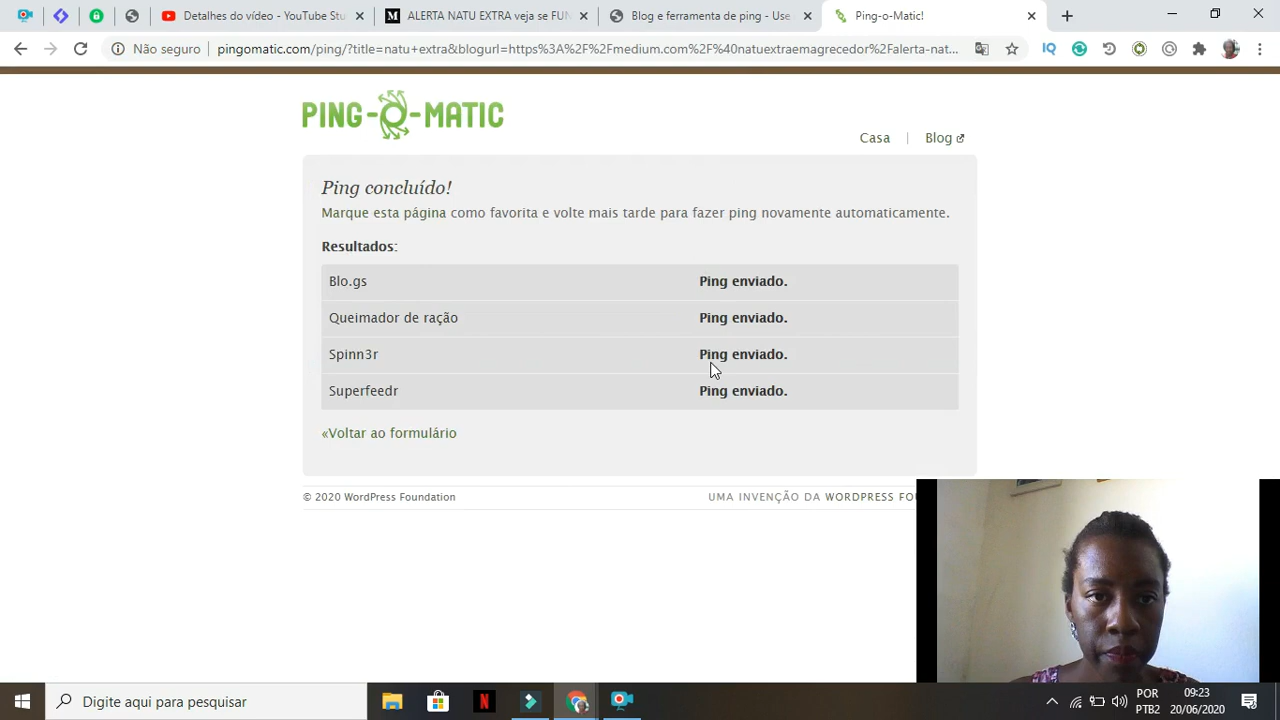 Detalhes do vídeo - YouTube Stu
ALERTA NATU EXTRA veja se FUN
Blog e ferramenta de ping - Use
Ping-o-Matic!
Não seguro
pingomatic.com/ping/?title=natu+extra&blogurl=https%3A%2F%2Fmedium.com%2F%40natuextraemagrecedor%2Falerta-nat...
IQ
PING-O-MATIC
Casa
Blog
Ping concluído!
Marque esta página como favorita e volte mais tarde para fazer ping novamente automaticamente.
Resultados:
Blo.gs Ping enviado.
Queimador de ração Ping enviado.
Spinn3r Ping enviado.
Superfeedr Ping enviado.
«Voltar ao formulário
© 2020 WordPress Foundation
UMA INVENÇÃO DA WORDPRESS FOU
Digite aqui para pesquisar
POR
PTB2
09:23
20/06/2020